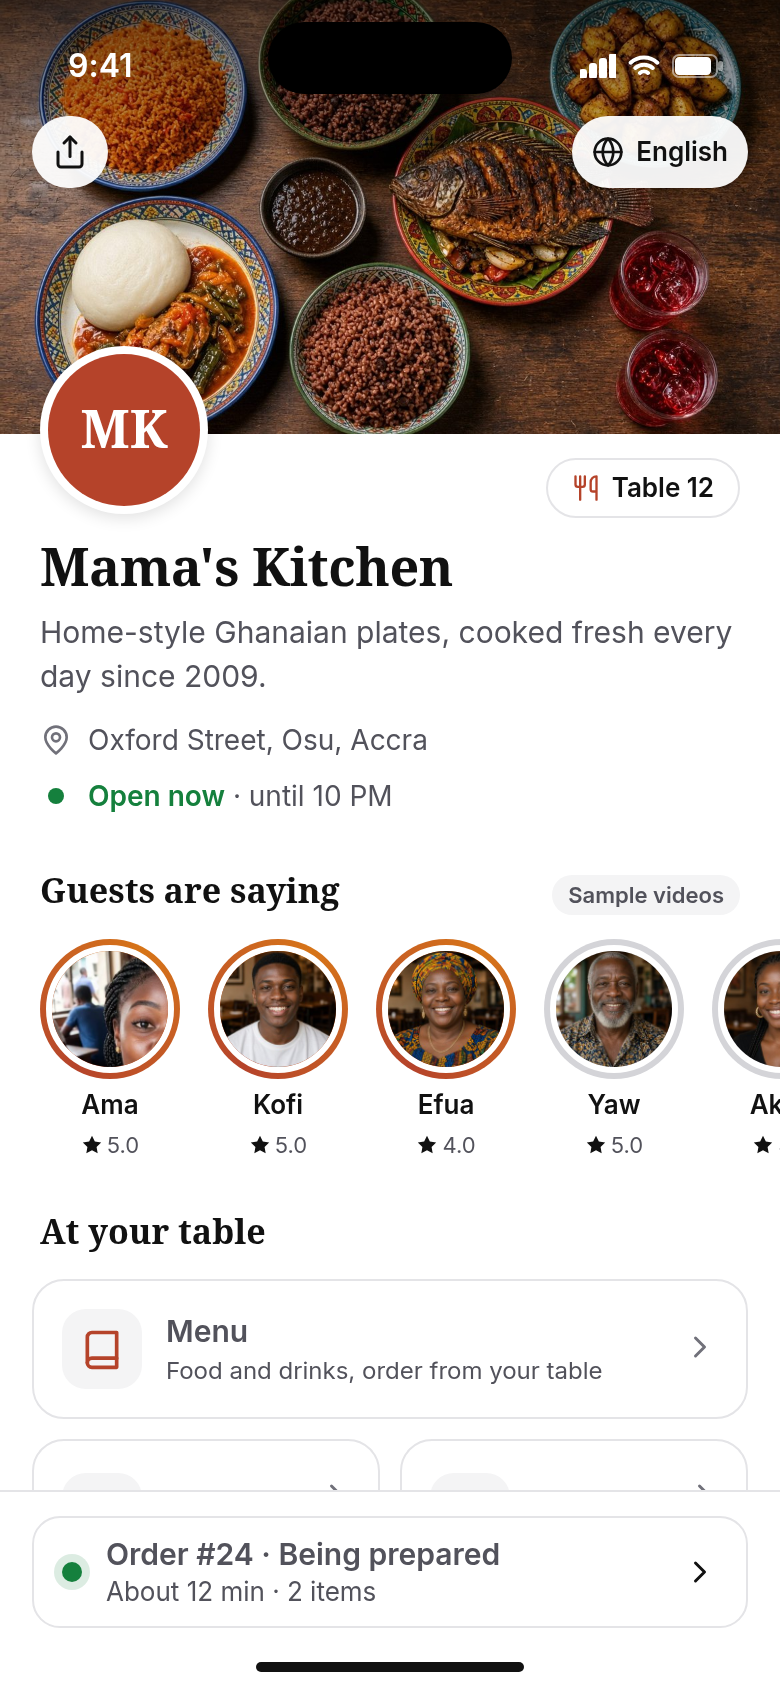 9:41
English
MK
Table 12
Mama's Kitchen
Home-style Ghanaian plates, cooked fresh every
day since 2009.
Oxford Street, Osu, Accra
Open now · until 10 PM
Guests are saying
Sample videos
Ama
Kofi
Efua
Yaw
5.0
5.0
4.0
5.0
At your table
Menu
Food and drinks, order from your table
Order #24 · Being prepared
About 12 min · 2 items